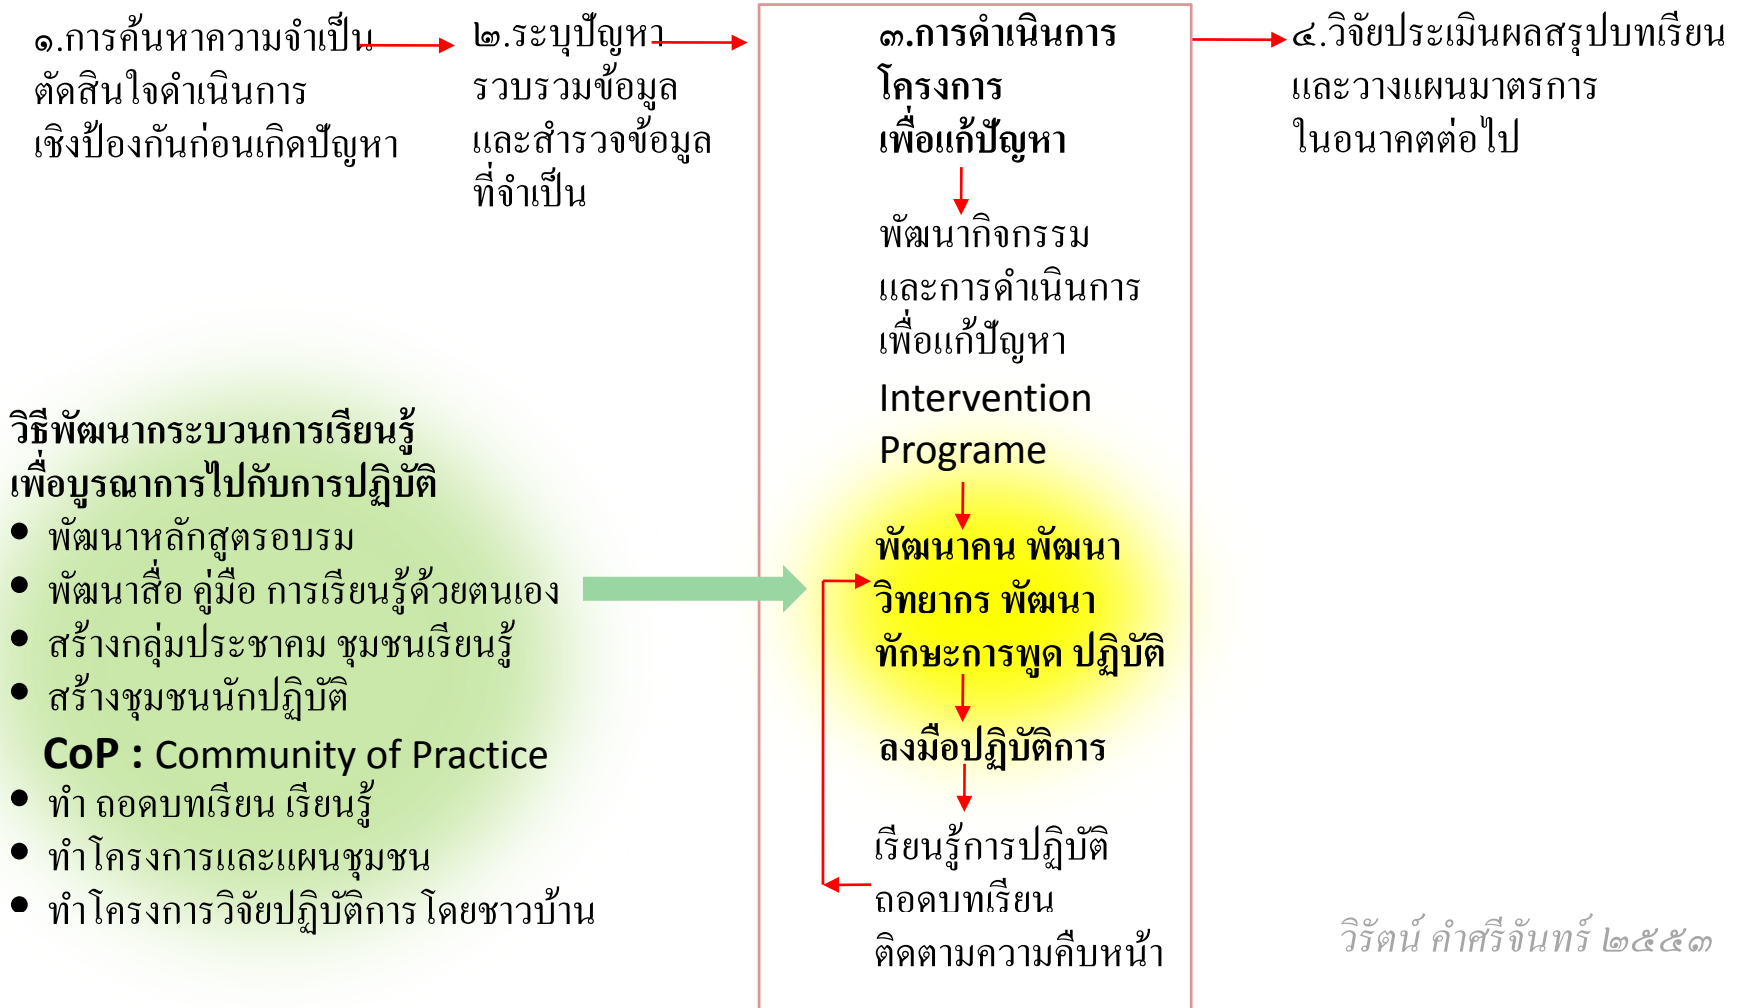 ๑.การค้นหาความจำเป็น
ตัดสินใจดำเนินการ
เชิงป้องกันก่อนเกิดปัญหา
๒.ระบุปัญหา
รวบรวมข้อมูล
และสำรวจข้อมูล
ที่จำเป็น
๓.การดำเนินการ
โครงการ
เพื่อแก้ปัญหา
พัฒนากิจกรรม
และการดำเนินการ
เพื่อแก้ปัญหา
Intervention
Programe
พัฒนาคน พัฒนา
วิทยากร พัฒนา
ทักษะการพูด ปฏิบัติ
ลงมือปฏิบัติการ
เรียนรู้การปฏิบัติ
ถอดบทเรียน
ติดตามความคืบหน้า
๔.วิจัยประเมินผลสรุปบทเรียน
และวางแผนมาตรการ
ในอนาคตต่อไป
วิธีพัฒนากระบวนการเรียนรู้
เพื่อบูรณาการไปกับการปฏิบัติ
• พัฒนาหลักสูตรอบรม
• พัฒนาสื่อ คู่มือ การเรียนรู้ด้วยตนเอง
• สร้างกลุ่มประชาคม ชุมชนเรียนรู้
• สร้างชุมชนนักปฏิบัติ
CoP : Community of Practice
• ทำ ถอดบทเรียน เรียนรู้
• ทำโครงการและแผนชุมชน
• ทำโครงการวิจัยปฏิบัติการโดยชาวบ้าน
วิรัตน์ คำศรีจันทร์ ๒๕๕๓